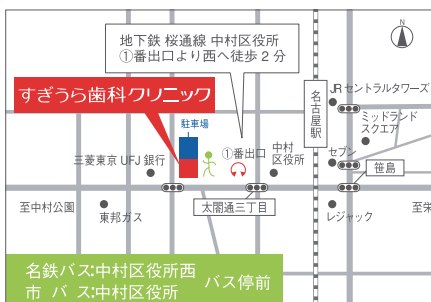 地下鉄 桜通線 中村区役所
①番出口より西へ徒歩2分
N
すぎうら歯科クリニック
名古屋駅
JRセントラルタワーズ
ミッドランド
スクエア
駐車場
①番出口
中村
区役所
セブン
三菱東京UFJ銀行
笹島
至中村公園
東邦ガス
太閤通三丁目
レジャック
至栄
名鉄バス:中村区役所西
市バス:中村区役所
バス停前